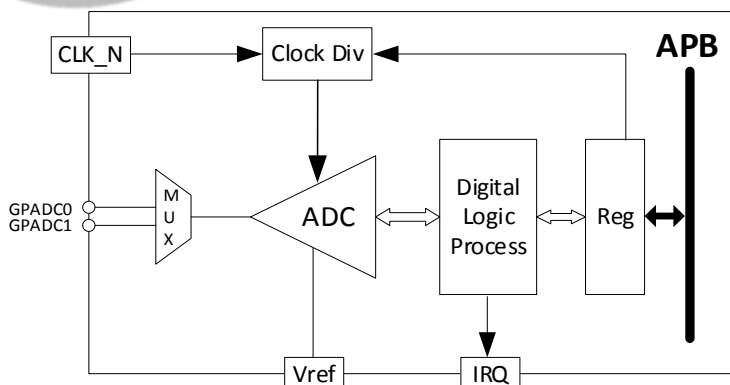 CLK_N
Clock Div
APB
GPADC0
GPADC1
M
U
X
ADC
Digital
Logic
Process
Reg
Vref
IRQ